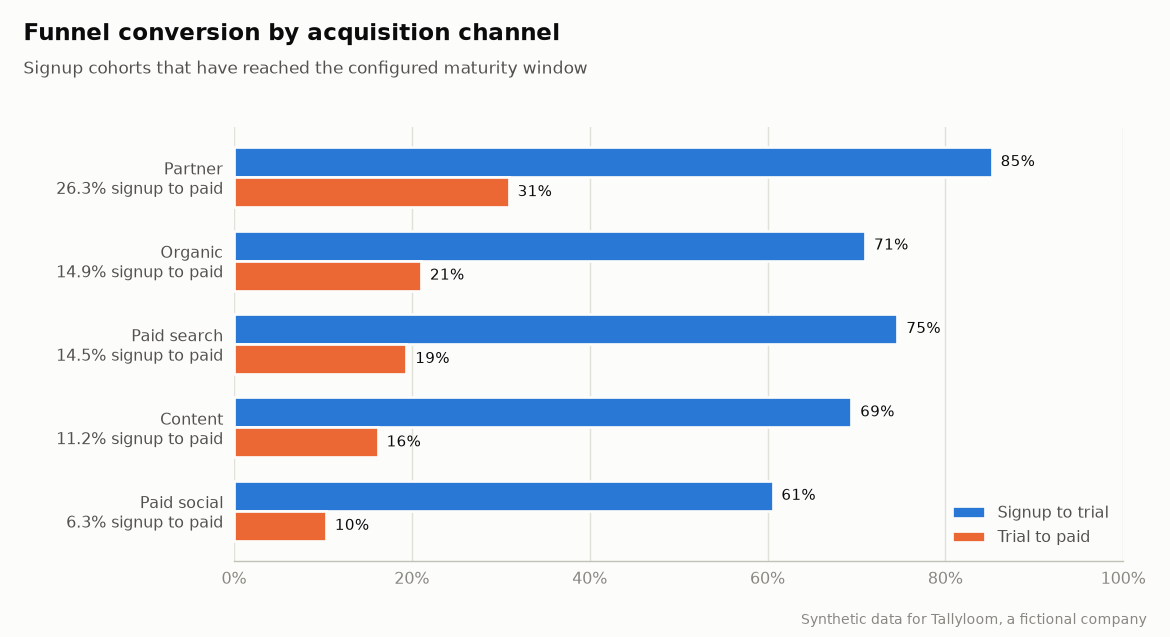 Funnel conversion by acquisition channel
Signup cohorts that have reached the configured maturity window
Partner
26.3% signup to paid
85%
31%
Organic
14.9% signup to paid
71%
21%
Paid search
14.5% signup to paid
75%
19%
Content
11.2% signup to paid
69%
16%
Paid social
6.3% signup to paid
61%
10%
Signup to trial
Trial to paid
0% 20% 40% 60% 80% 100%
Synthetic data for Tallyloom, a fictional company